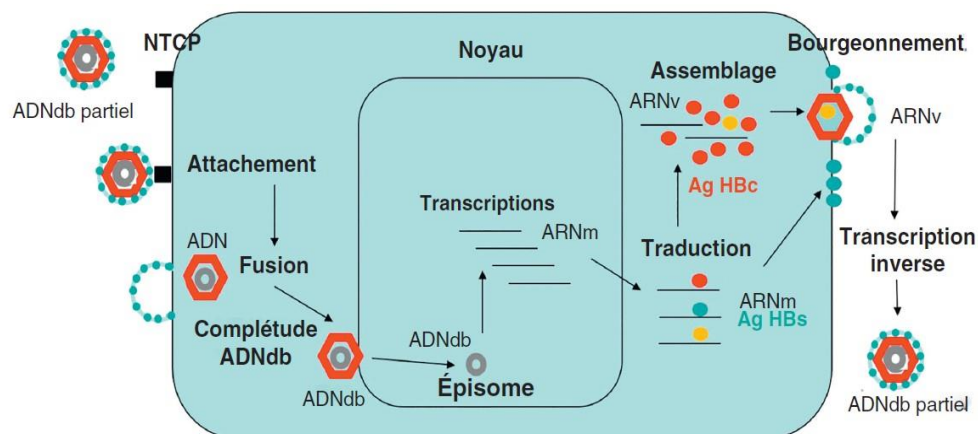 NTCP
ADNdb partiel
Attachement
ADN
Fusion
Complétude
ADNdb
ADNdb
Noyau
Transcriptions
ARNm
ADNdb
Épisome
Assemblage
ARNv
Ag HBc
Traduction
ARNm
Ag HBs
Bourgeonnement
ARNv
Transcription
inverse
ADNdb partiel